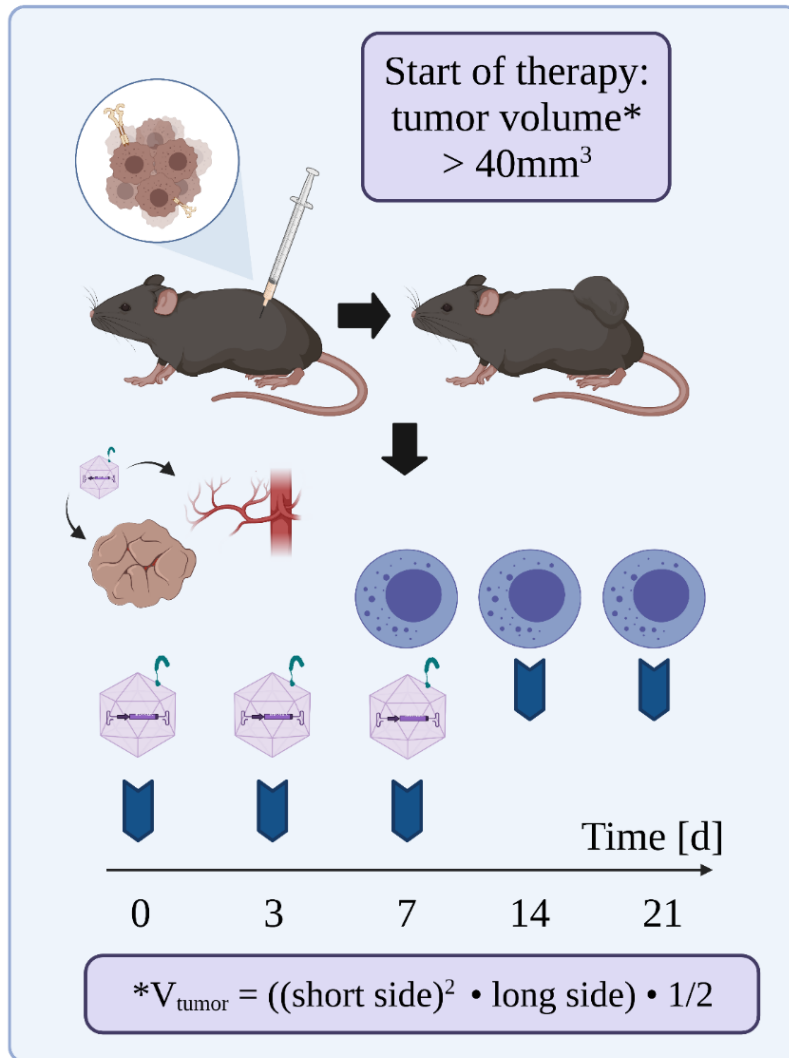 Start of therapy:
tumor volume*
> 40mm³
Time [d]
0 3 7 14 21
*V_tumor = ((short side)² • long side) • 1/2